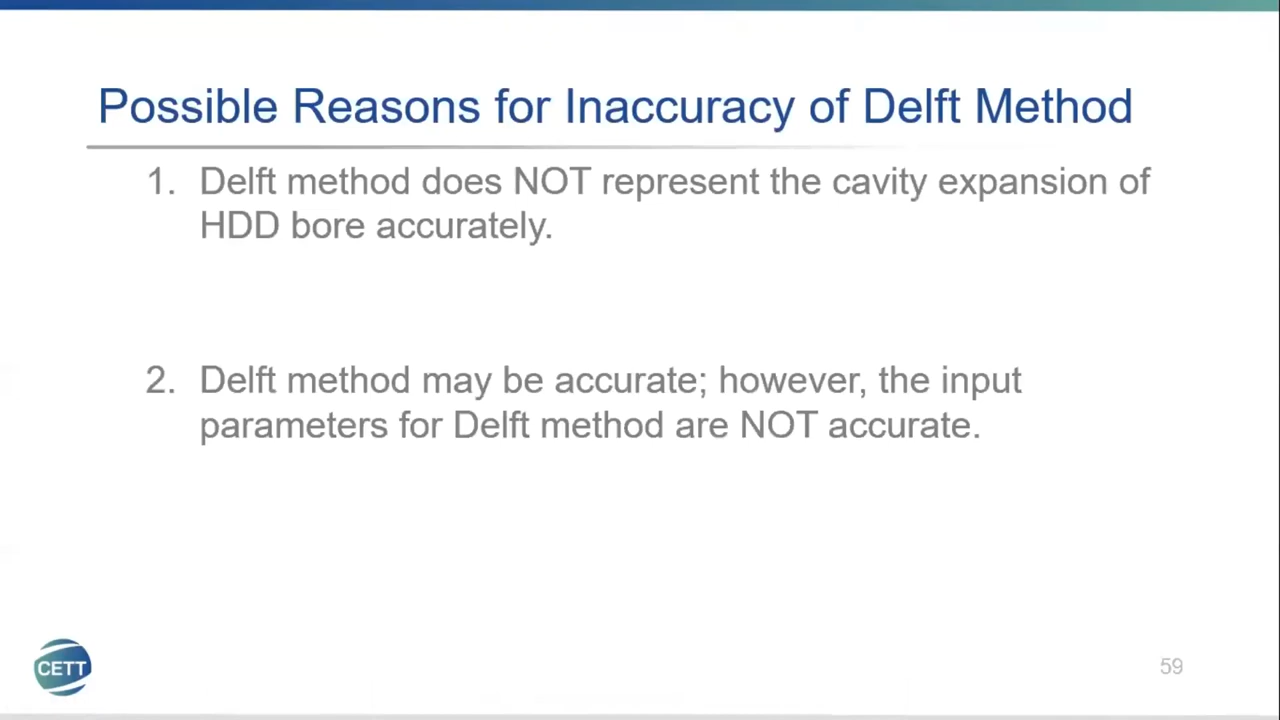 Possible Reasons for Inaccuracy of Delft Method
1. Delft method does NOT represent the cavity expansion of
HDD bore accurately.
2. Delft method may be accurate; however, the input
parameters for Delft method are NOT accurate.
CETT
59